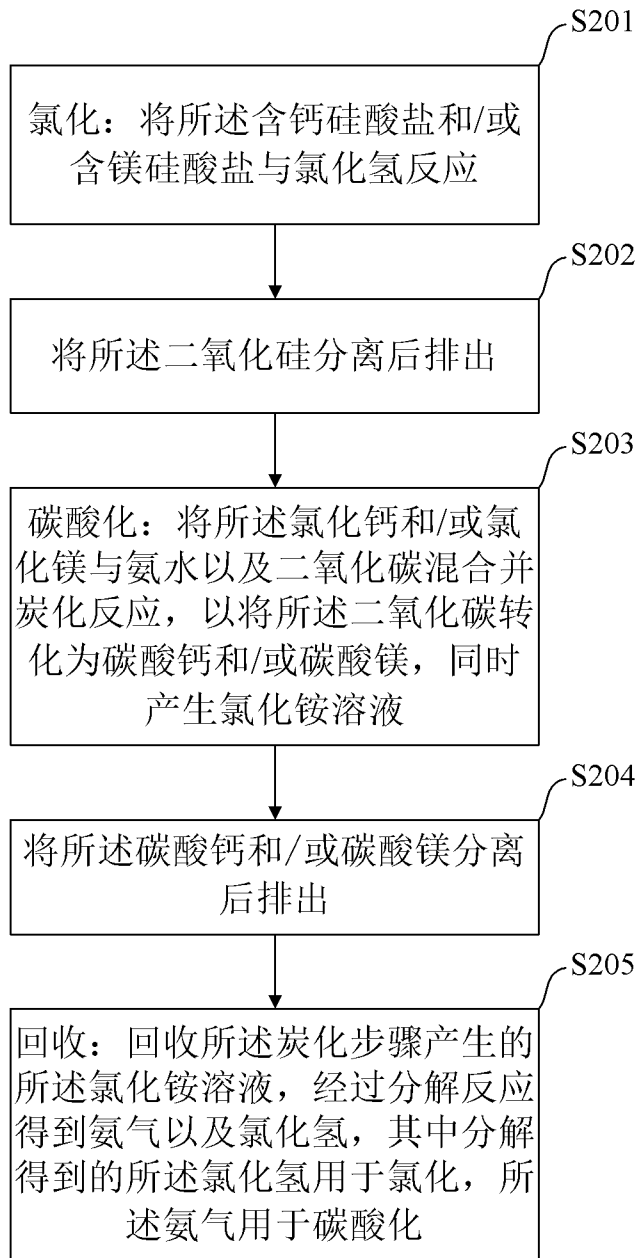 S201
氯化：将所述含钙硅酸盐和/或
含镁硅酸盐与氯化氢反应
S202
将所述二氧化硅分离后排出
S203
碳酸化：将所述氯化钙和/或氯
化镁与氨水以及二氧化碳混合并
炭化反应，以将所述二氧化碳转
化为碳酸钙和/或碳酸镁，同时
产生氯化铵溶液
S204
将所述碳酸钙和/或碳酸镁分离
后排出
S205
回收：回收所述炭化步骤产生的
所述氯化铵溶液，经过分解反应
得到氨气以及氯化氢，其中分解
得到的所述氯化氢用于氯化，所
述氨气用于碳酸化